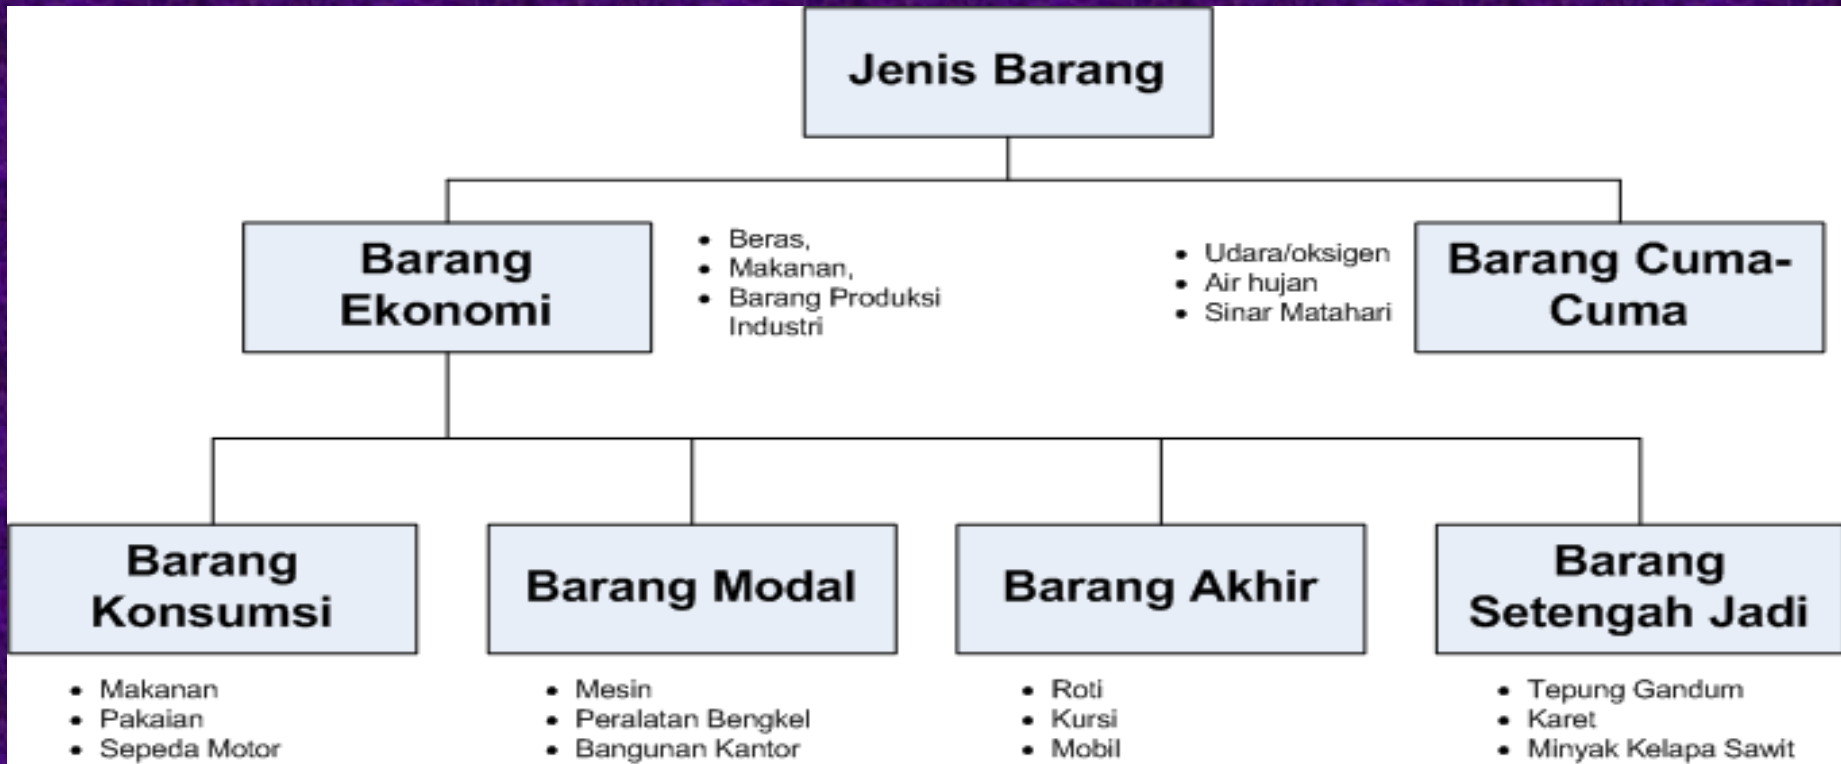 Jenis Barang
Barang
Ekonomi
• Beras,
• Makanan,
• Barang Produksi
Industri
• Udara/oksigen
• Air hujan
• Sinar Matahari
Barang Cuma-
Cuma
Barang
Konsumsi
• Makanan
• Pakaian
• Sepeda Motor
Barang Modal
• Mesin
• Peralatan Bengkel
• Bangunan Kantor
Barang Akhir
• Roti
• Kursi
• Mobil
Barang
Setengah Jadi
• Tepung Gandum
• Karet
• Minyak Kelapa Sawit